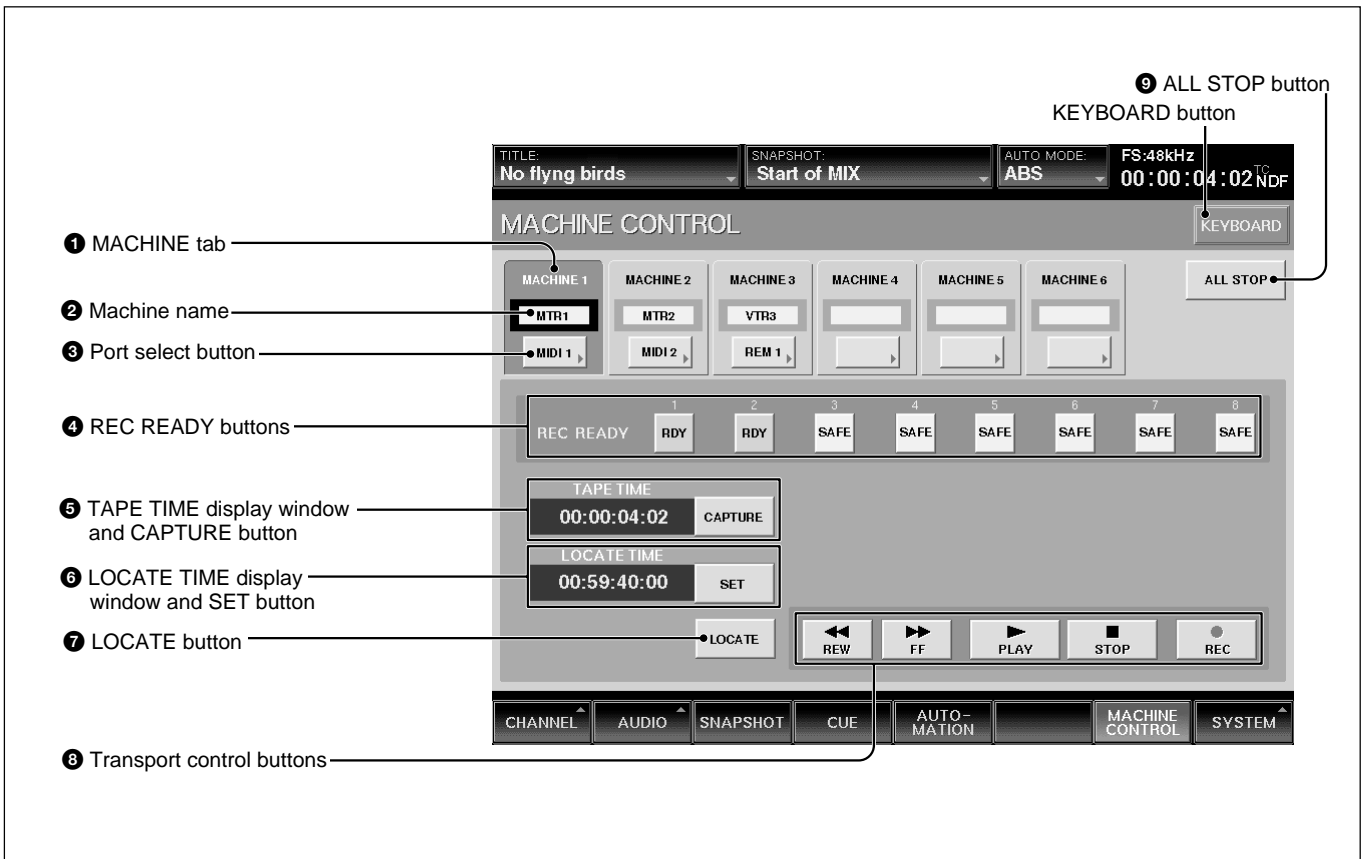 ❾ ALL STOP button
KEYBOARD button
TITLE:
No flyng birds
SNAPSHOT:
Start of MIX
AUTO MODE:
ABS
FS:48kHz
00:00:04:02 TC NDF
MACHINE CONTROL
KEYBOARD
❶ MACHINE tab
MACHINE 1 MACHINE 2 MACHINE 3 MACHINE 4 MACHINE 5 MACHINE 6 ALL STOP
❷ Machine name
MTR1 MTR2 VTR3
❸ Port select button
MIDI 1 MIDI 2 REM 1
1 2 3 4 5 6 7 8
❹ REC READY buttons
REC READY RDY RDY SAFE SAFE SAFE SAFE SAFE SAFE
❺ TAPE TIME display window
and CAPTURE button
TAPE TIME
00:00:04:02 CAPTURE
❻ LOCATE TIME display
window and SET button
LOCATE TIME
00:59:40:00 SET
❼ LOCATE button
LOCATE
REW FF PLAY STOP REC
CHANNEL AUDIO SNAPSHOT CUE AUTO-
MATION MACHINE
CONTROL SYSTEM
❽ Transport control buttons